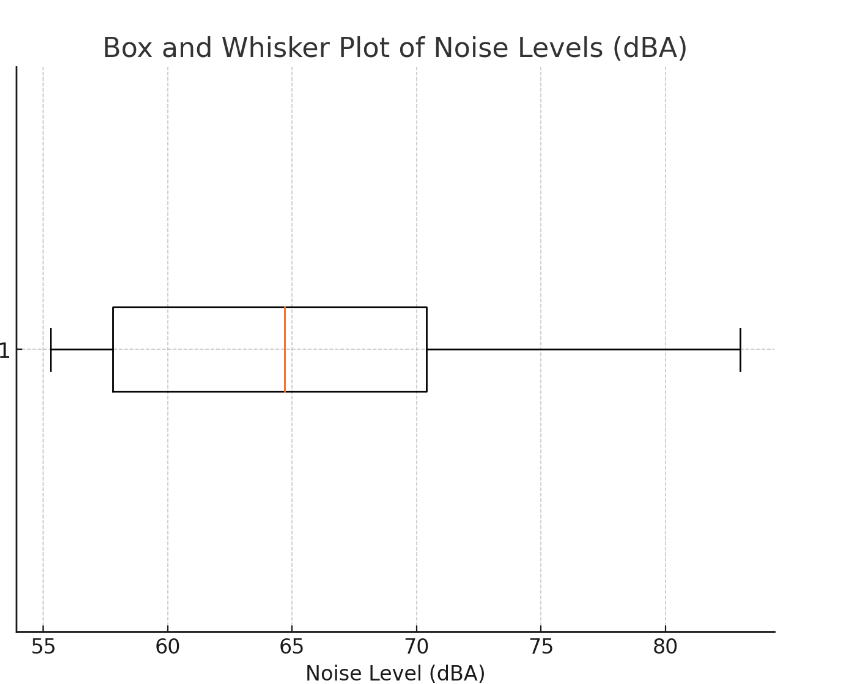 Box and Whisker Plot of Noise Levels (dBA)
1
55 60 65 70 75 80
Noise Level (dBA)